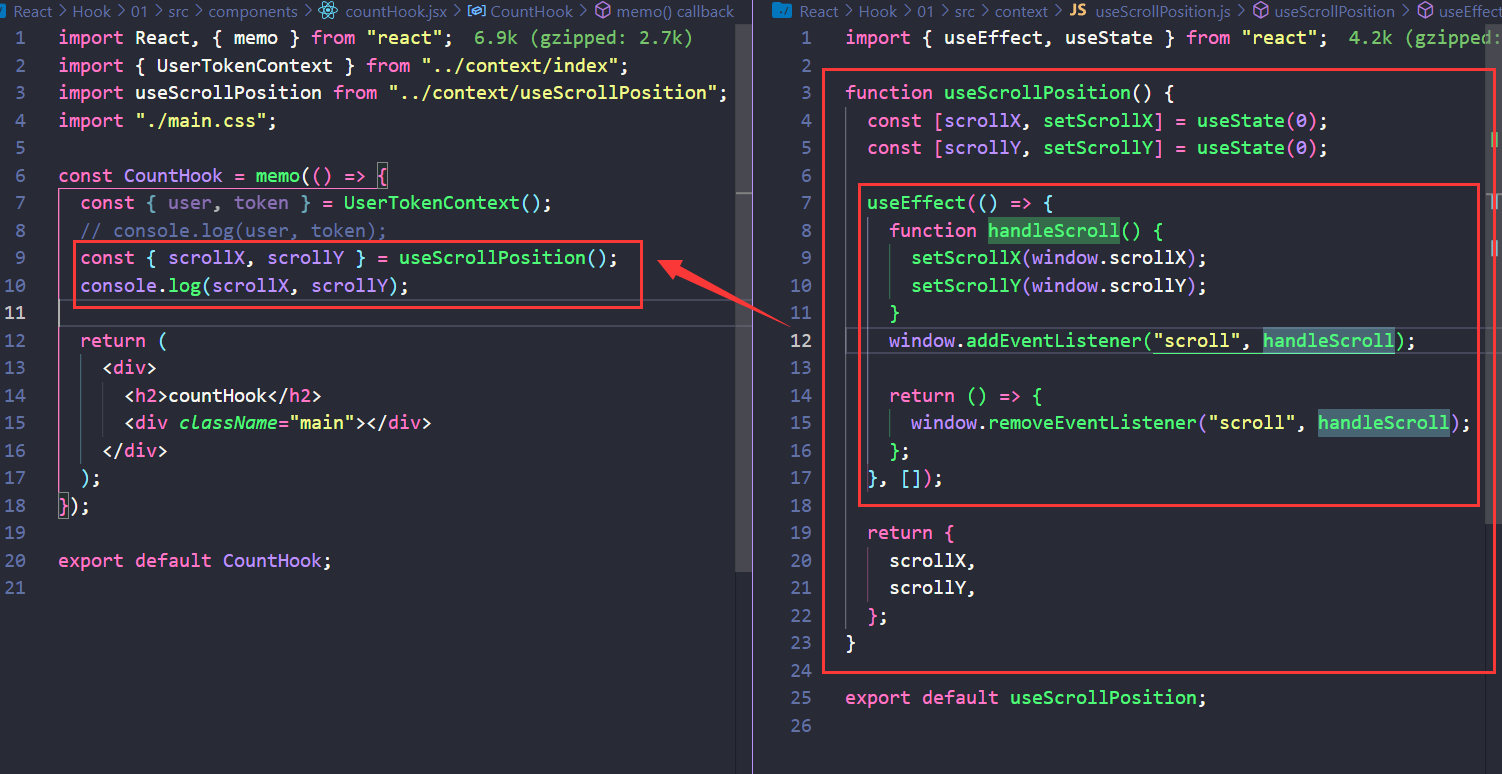 React > Hook > 01 > src > components > countHook.jsx > CountHook > memo() callback
1 import React, { memo } from "react"; 6.9k (gzipped: 2.7k)
2 import { UserTokenContext } from "../context/index";
3 import useScrollPosition from "../context/useScrollPosition";
4 import "./main.css";
5
6 const CountHook = memo(() => {
7 const { user, token } = UserTokenContext();
8 // console.log(user, token);
9 const { scrollX, scrollY } = useScrollPosition();
10 console.log(scrollX, scrollY);
11
12 return (
13 <div>
14 <h2>countHook</h2>
15 <div className="main"></div>
16 </div>
17 );
18 });
19
20 export default CountHook;
21
React > Hook > 01 > src > context > JS useScrollPosition.js > useScrollPosition > useEffect
1 import { useEffect, useState } from "react"; 4.2k (gzipped:
2
3 function useScrollPosition() {
4 const [scrollX, setScrollX] = useState(0);
5 const [scrollY, setScrollY] = useState(0);
6
7 useEffect(() => {
8 function handleScroll() {
9 setScrollX(window.scrollX);
10 setScrollY(window.scrollY);
11 }
12 window.addEventListener("scroll", handleScroll);
13
14 return () => {
15 window.removeEventListener("scroll", handleScroll);
16 };
17 }, []);
18
19 return {
20 scrollX,
21 scrollY,
22 };
23 }
24
25 export default useScrollPosition;
26